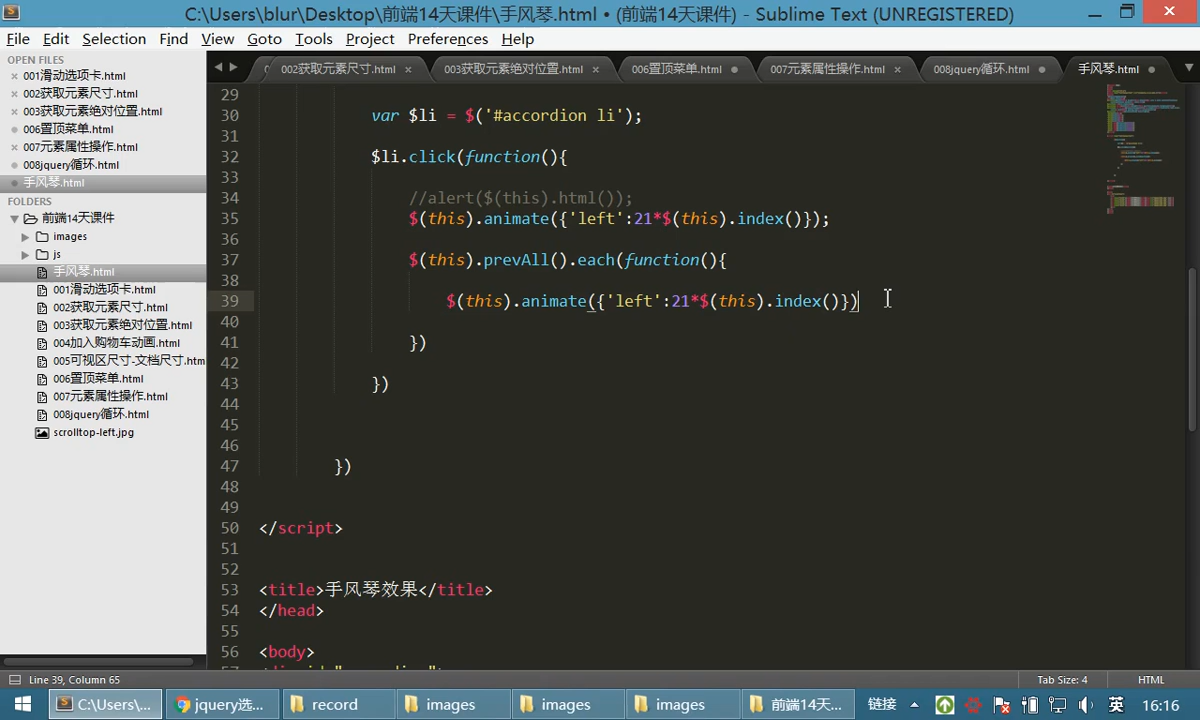 C:\Users\blur\Desktop\前端14天课件\手风琴.html • (前端14天课件) - Sublime Text (UNREGISTERED)
File Edit Selection Find View Goto Tools Project Preferences Help
OPEN FILES
001滑动选项卡.html
002获取元素尺寸.html
003获取元素绝对位置.html
006置顶菜单.html
007元素属性操作.html
008jquery循环.html
手风琴.html
FOLDERS
前端14天课件
images
js
手风琴.html
001滑动选项卡.html
002获取元素尺寸.html
003获取元素绝对位置.html
004加入购物车动画.html
005可视区尺寸-文档尺寸.htm
006置顶菜单.html
007元素属性操作.html
008jquery循环.html
scrolltop-left.jpg
002获取元素尺寸.html 003获取元素绝对位置.html 006置顶菜单.html 007元素属性操作.html 008jquery循环.html 手风琴.html
29
30 var $li = $('#accordion li');
31
32 $li.click(function(){
33
34 //alert($(this).html());
35 $(this).animate({'left':21*$(this).index()});
36
37 $(this).prevAll().each(function(){
38
39 $(this).animate({'left':21*$(this).index()})
40
41 })
42
43 })
44
45
46
47 })
48
49
50 </script>
51
52
53 <title>手风琴效果</title>
54 </head>
55
56 <body>
Line 39, Column 65 Tab Size: 4 HTML
C:\Users\... jquery选... record images images images 前端14天... 链接 英 16:16